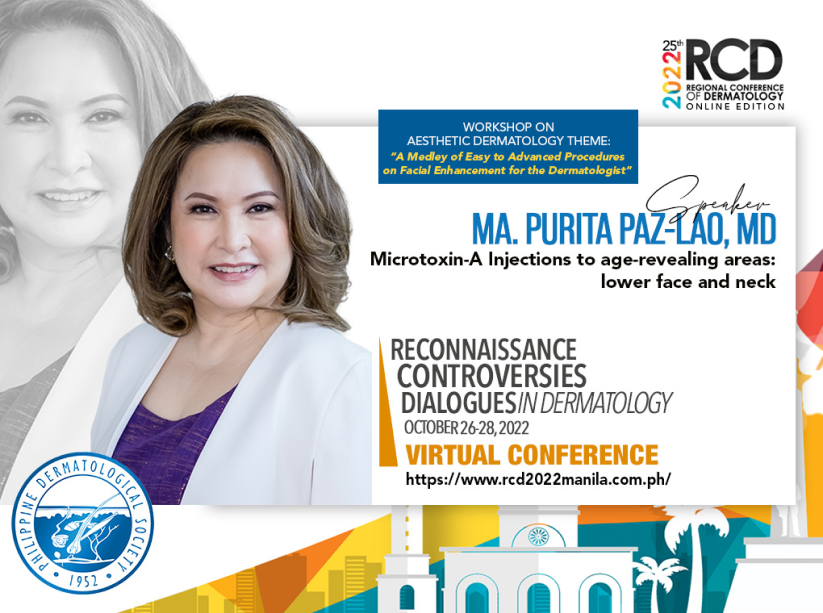 25th
2022
RCD
REGIONAL CONFERENCE
OF DERMATOLOGY
ONLINE EDITION
WORKSHOP ON
AESTHETIC DERMATOLOGY THEME:
“A Medley of Easy to Advanced Procedures
on Facial Enhancement for the Dermatologist”
Speaker
MA. PURITA PAZ-LAO, MD
Microtoxin-A Injections to age-revealing areas:
lower face and neck
RECONNAISSANCE
CONTROVERSIES
DIALOGUES IN DERMATOLOGY
OCTOBER 26-28, 2022
VIRTUAL CONFERENCE
https://www.rcd2022manila.com.ph/
PHILIPPINE DERMATOLOGICAL SOCIETY
• 1952 •